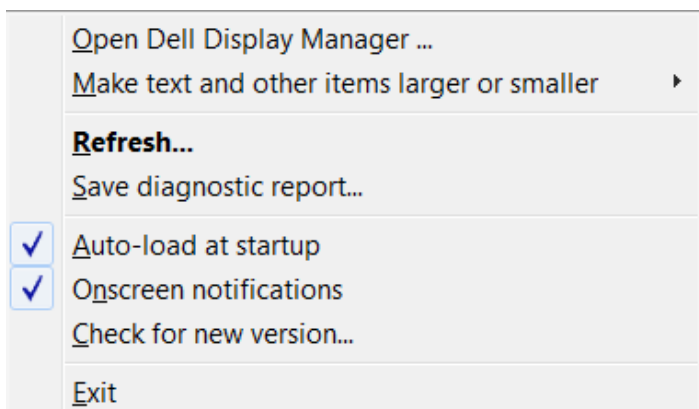 Open Dell Display Manager ...
Make text and other items larger or smaller
Refresh...
Save diagnostic report...
Auto-load at startup
Onscreen notifications
Check for new version...
Exit